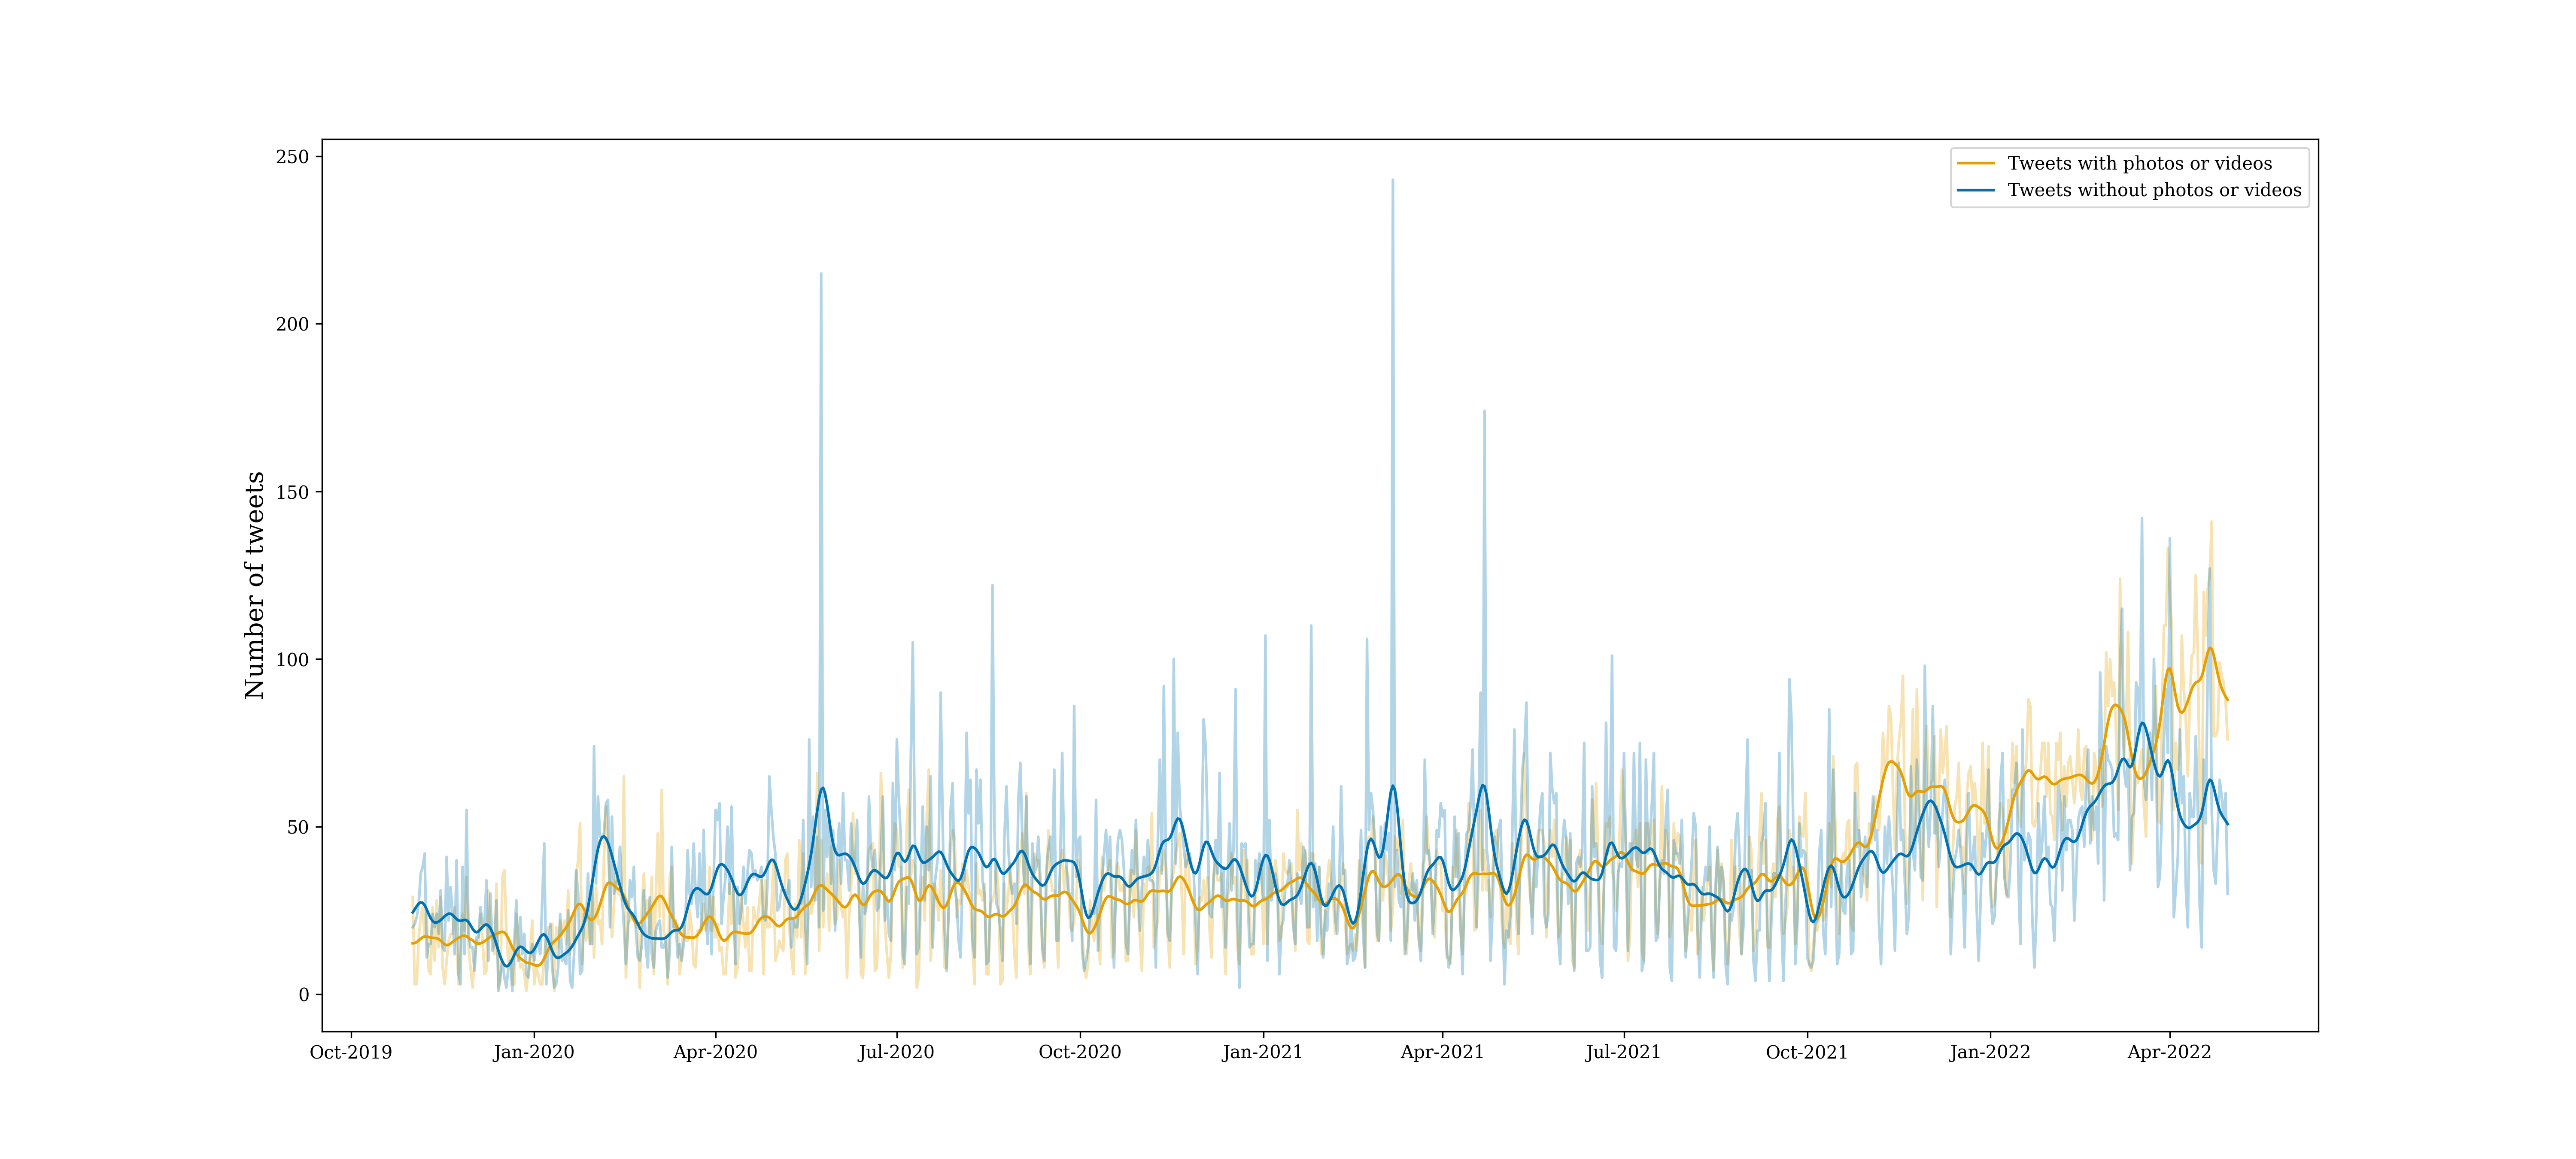 Tweets with photos or videos
Tweets without photos or videos
Number of tweets
250
200
150
100
50
0
Oct-2019
Jan-2020
Apr-2020
Jul-2020
Oct-2020
Jan-2021
Apr-2021
Jul-2021
Oct-2021
Jan-2022
Apr-2022